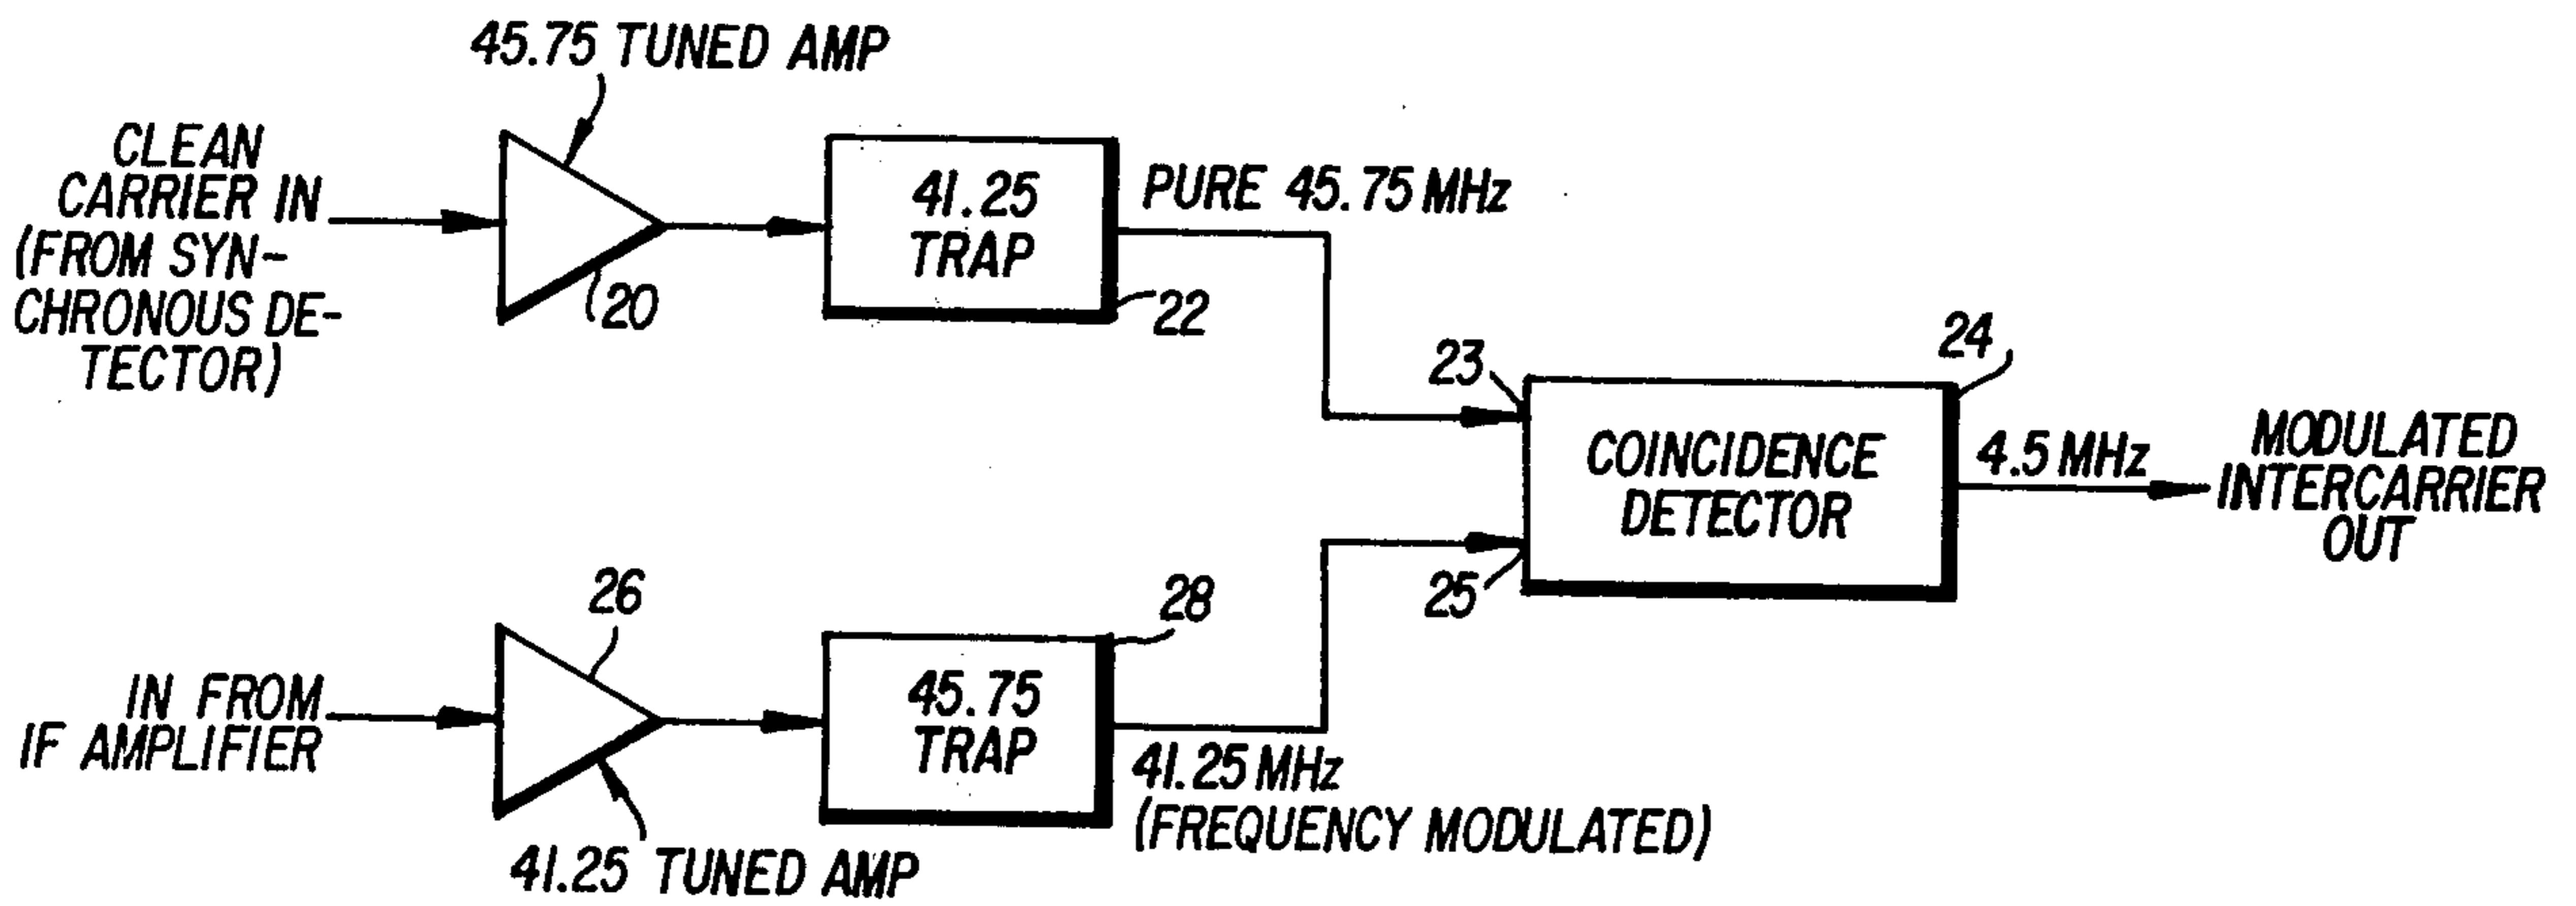 45.75 TUNED AMP
CLEAN
CARRIER IN
(FROM SYN-
CHRONOUS DE-
TECTOR)
20
41.25
TRAP
22
PURE 45.75 MHz
23
24
COINCIDENCE
DETECTOR
25
4.5 MHz
MODULATED
INTERCARRIER
OUT
IN FROM
IF AMPLIFIER
26
41.25 TUNED AMP
45.75
TRAP
28
41.25 MHz
(FREQUENCY MODULATED)